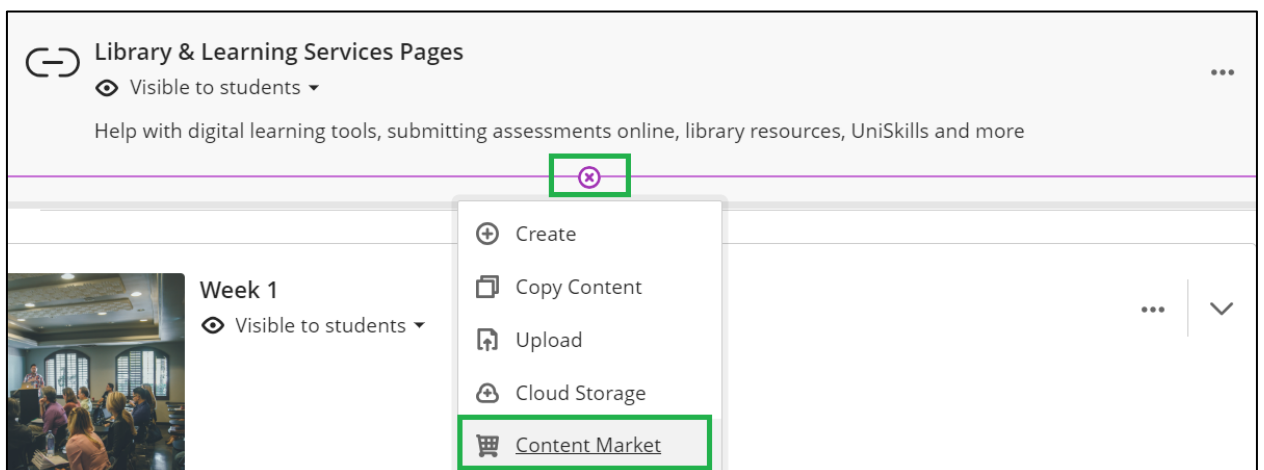 Library & Learning Services Pages
Visible to students
Help with digital learning tools, submitting assessments online, library resources, UniSkills and more
Create
Copy Content
Upload
Cloud Storage
Content Market
Week 1
Visible to students